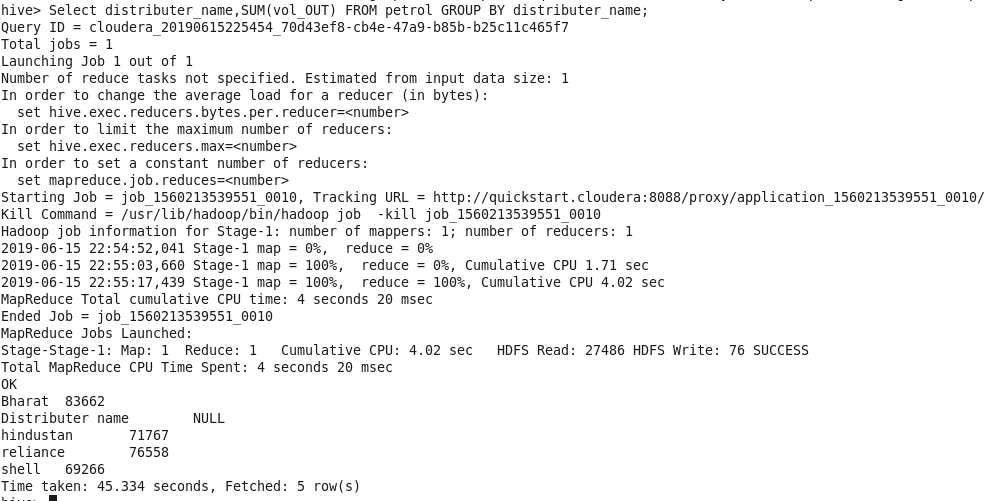 hive> Select distributer_name,SUM(vol_OUT) FROM petrol GROUP BY distributer_name;
Query ID = cloudera_20190615225454_70d43ef8-cb4e-47a9-b85b-b25c11c465f7
Total jobs = 1
Launching Job 1 out of 1
Number of reduce tasks not specified. Estimated from input data size: 1
In order to change the average load for a reducer (in bytes):
  set hive.exec.reducers.bytes.per.reducer=<number>
In order to limit the maximum number of reducers:
  set hive.exec.reducers.max=<number>
In order to set a constant number of reducers:
  set mapreduce.job.reduces=<number>
Starting Job = job_1560213539551_0010, Tracking URL = http://quickstart.cloudera:8088/proxy/application_1560213539551_0010/
Kill Command = /usr/lib/hadoop/bin/hadoop job  -kill job_1560213539551_0010
Hadoop job information for Stage-1: number of mappers: 1; number of reducers: 1
2019-06-15 22:54:52,041 Stage-1 map = 0%,  reduce = 0%
2019-06-15 22:55:03,660 Stage-1 map = 100%,  reduce = 0%, Cumulative CPU 1.71 sec
2019-06-15 22:55:17,439 Stage-1 map = 100%,  reduce = 100%, Cumulative CPU 4.02 sec
MapReduce Total cumulative CPU time: 4 seconds 20 msec
Ended Job = job_1560213539551_0010
MapReduce Jobs Launched:
Stage-Stage-1: Map: 1  Reduce: 1   Cumulative CPU: 4.02 sec   HDFS Read: 27486 HDFS Write: 76 SUCCESS
Total MapReduce CPU Time Spent: 4 seconds 20 msec
OK
Bharat  83662
Distributer name        NULL
hindustan       71767
reliance        76558
shell   69266
Time taken: 45.334 seconds, Fetched: 5 row(s)